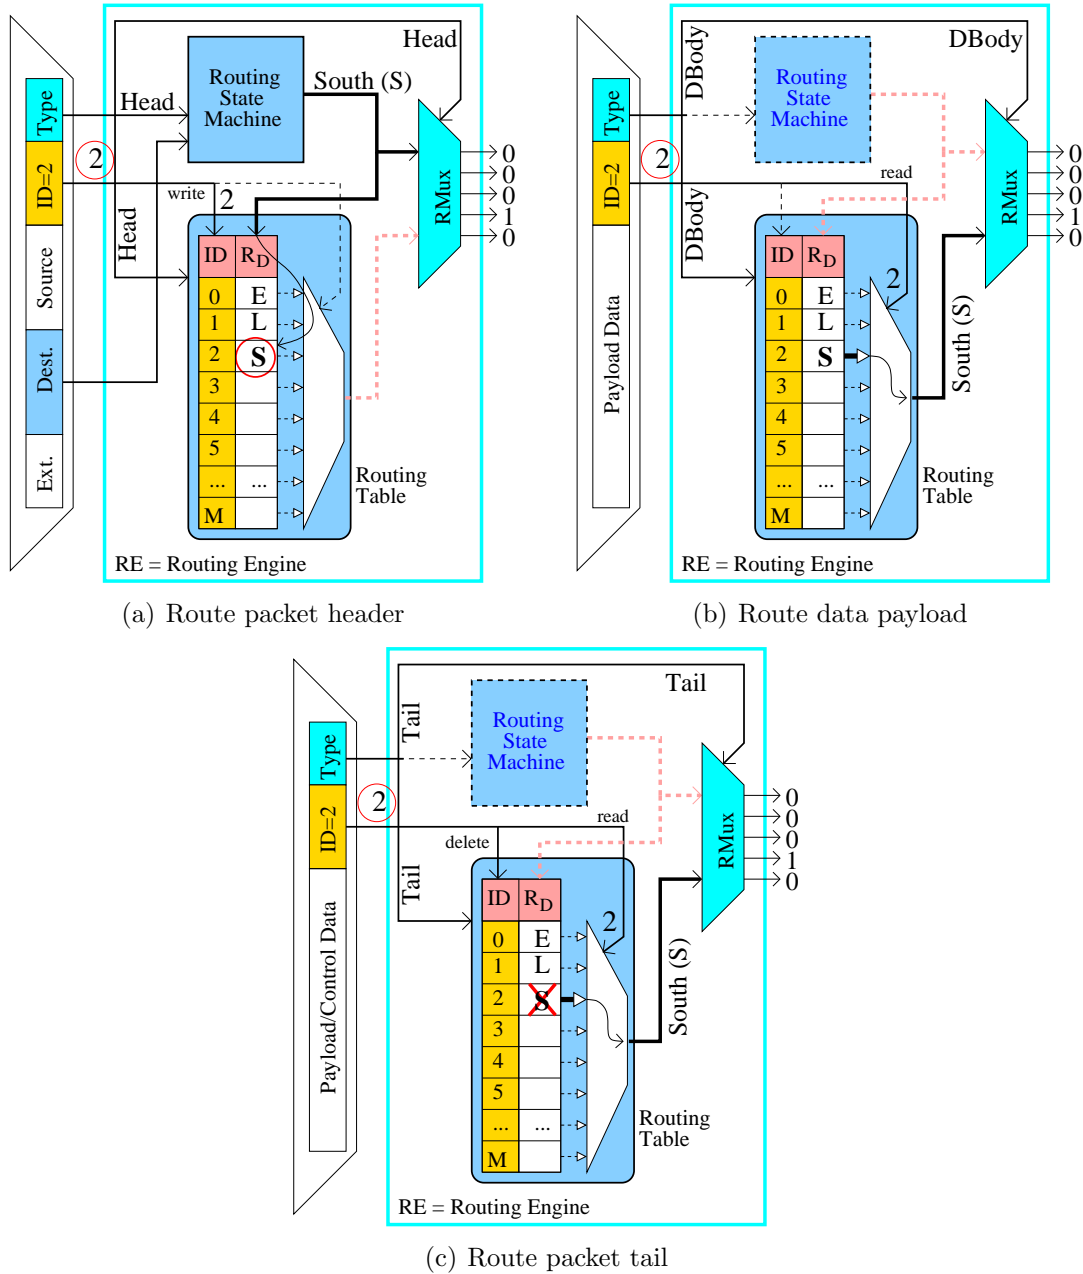 Head
DBody
Routing
State
Machine
South (S)
Type
Head
2
ID=2
write
2
Head
RMux
0
0
0
1
0
ID
R_D
0 E
1 L
2 S
3
4
5
... ...
M
Source
Dest.
Ext.
Routing
Table
RE = Routing Engine
(a) Route packet header
DBody
Routing
State
Machine
Type
2
ID=2
read
DBody
RMux
0
0
0
1
0
ID
R_D
2
0 E
1 L
2 S
3
4
5
... ...
M
South (S)
Payload Data
Routing
Table
RE = Routing Engine
(b) Route data payload
Tail
Tail
Routing
State
Machine
Type
2
ID=2
read
delete
Tail
RMux
0
0
0
1
0
ID
R_D
2
0 E
1 L
2 S
3
4
5
... ...
M
South (S)
Payload/Control Data
Routing
Table
RE = Routing Engine
(c) Route packet tail